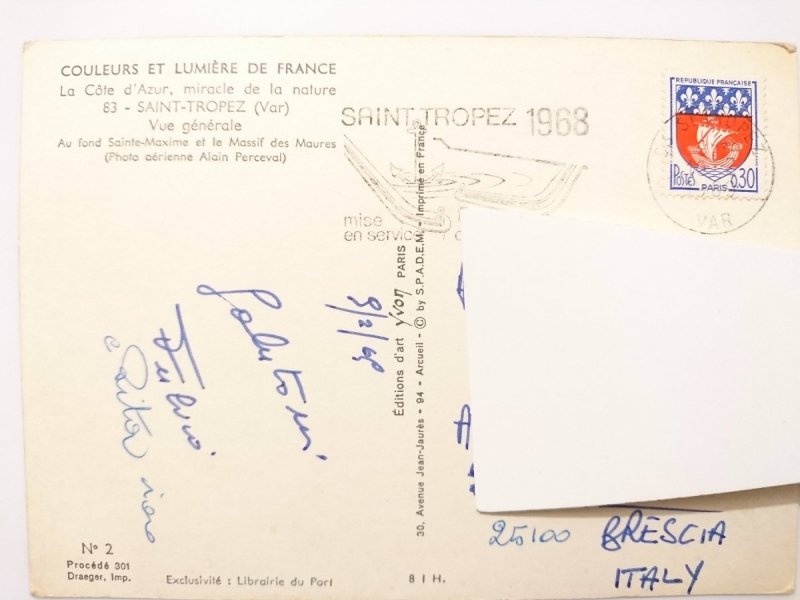 COULEURS ET LUMIÈRE DE FRANCE
La Côte d'Azur, miracle de la nature
83 - SAINT-TROPEZ (Var)
Vue générale
Au fond Sainte-Maxime et le Massif des Maures
(Photo aérienne Alain Perceval)
SAINT TROPEZ 1968
mise
en service
REPUBLIQUE FRANÇAISE
POSTES 0,30
PARIS
VAR
Salutoni
Fulvio
e Rita
Editions d'art yvon PARIS
30, Avenue Jean-Jaurès - 94 - Arcueil - © by S.P.A.D.E.M. - Imprimé en France
25100 BRESCIA
ITALY
Nº 2
Procédé 301
Draeger, Imp.
Exclusivité : Librairie du Port
8 I H.